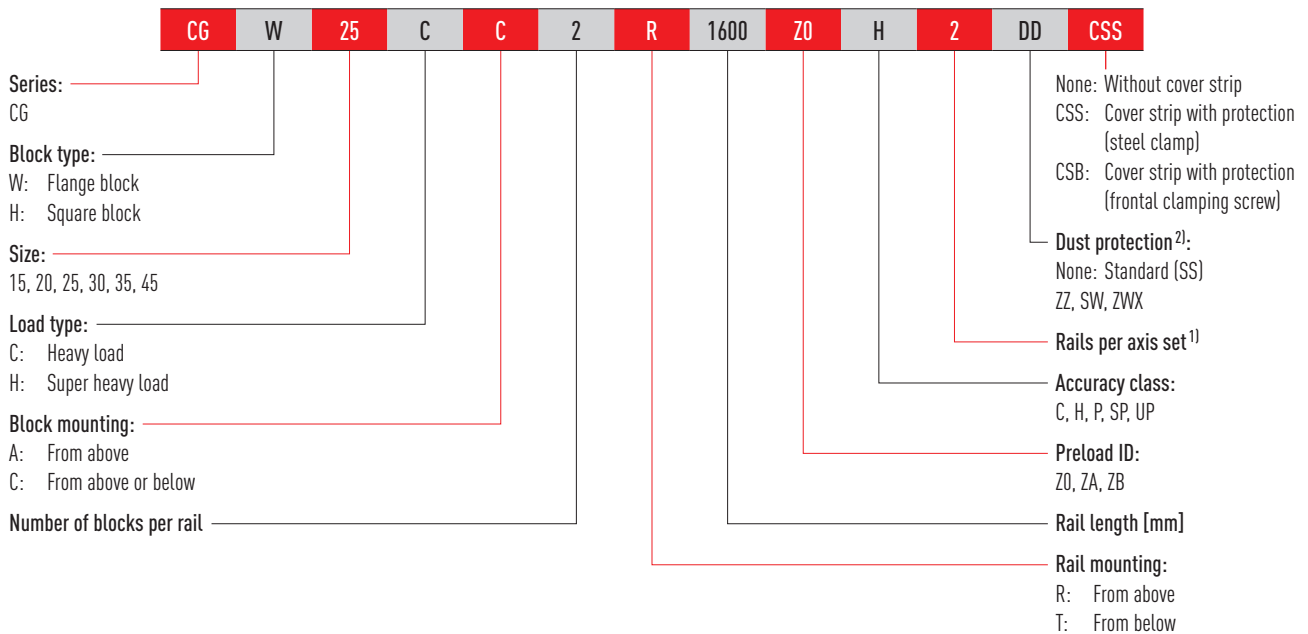 CG W 25 C C 2 R 1600 Z0 H 2 DD CSS
Series:
CG
Block type:
W: Flange block
H: Square block
Size:
15, 20, 25, 30, 35, 45
Load type:
C: Heavy load
H: Super heavy load
Block mounting:
A: From above
C: From above or below
Number of blocks per rail
None: Without cover strip
CSS: Cover strip with protection
(steel clamp)
CSB: Cover strip with protection
(frontal clamping screw)
Dust protection 2):
None: Standard (SS)
ZZ, SW, ZWX
Rails per axis set 1)
Accuracy class:
C, H, P, SP, UP
Preload ID:
Z0, ZA, ZB
Rail length [mm]
Rail mounting:
R: From above
T: From below